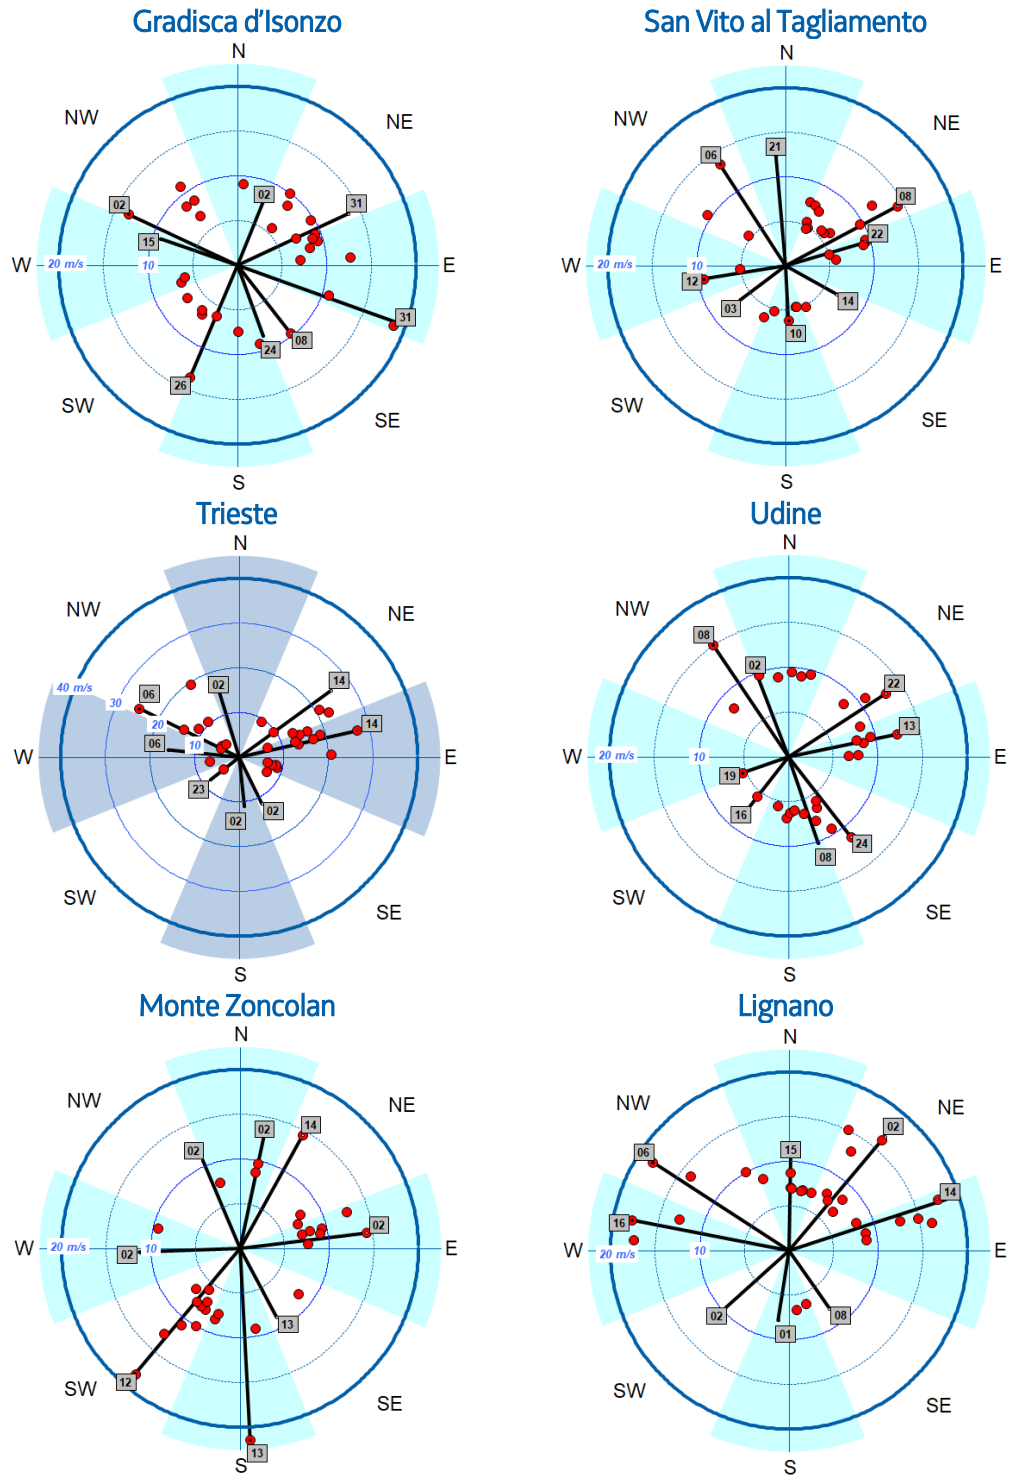 Gradisca d'Isonzo
San Vito al Tagliamento
N
N
NW
NE
NW
NE
02
02
31
15
W
20 m/s
10
E
31
08
24
26
SW
SE
S
06
21
08
22
W
20 m/s
10
E
12
03
14
10
SW
SE
S
Trieste
Udine
N
N
NW
NE
NW
NE
40 m/s
30
20
10
06
02
14
14
06
W
E
23
02
02
SW
SE
S
08
02
22
13
W
20 m/s
10
E
19
16
08
24
SW
SE
S
Monte Zoncolan
Lignano
N
N
NW
NE
NW
NE
02
02
14
02
W
20 m/s
10
E
02
13
12
13
SW
SE
S
06
15
02
14
16
W
20 m/s
10
E
02
01
08
SW
SE
S